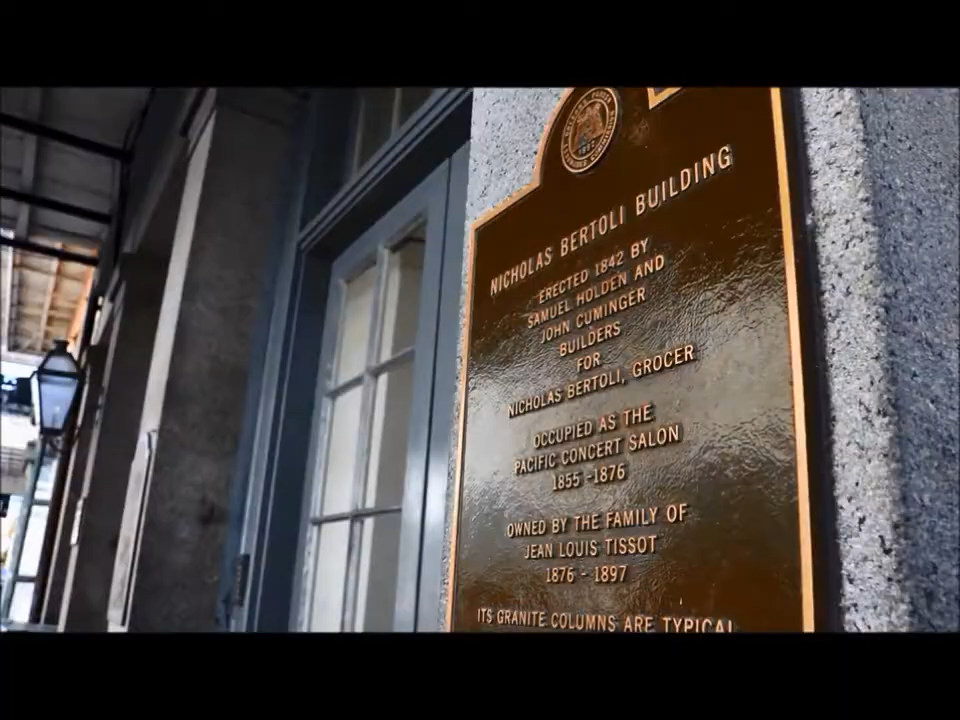 NICHOLAS BERTOLI BUILDING
ERECTED 1842 BY
SAMUEL HOLDEN AND
JOHN CUMINGER
BUILDERS
FOR
NICHOLAS BERTOLI, GROCER
OCCUPIED AS THE
PACIFIC CONCERT SALON
1855 - 1876
OWNED BY THE FAMILY OF
JEAN LOUIS TISSOT
1876 - 1897
ITS GRANITE COLUMNS ARE TYPICAL